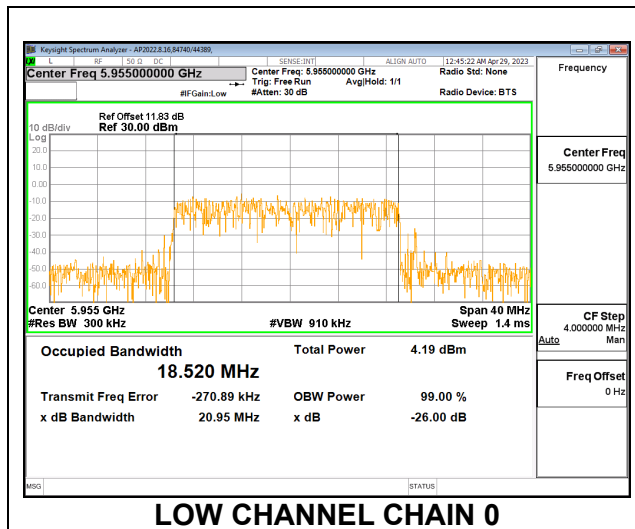 Keysight Spectrum Analyzer - AP2022.8.16,84740/44389,
L RF 50 Ω DC SENSE:INT ALIGN AUTO 12:45:22 AM Apr 29, 2023
Center Freq 5.955000000 GHz
Center Freq: 5.955000000 GHz Radio Std: None
Trig: Free Run Avg|Hold: 1/1
#IFGain:Low #Atten: 30 dB Radio Device: BTS
Frequency
Ref Offset 11.83 dB
10 dB/div Ref 30.00 dBm
Log
20.0
10.0
0.00
-10.0
-20.0
-30.0
-40.0
-50.0
-60.0
Center 5.955 GHz Span 40 MHz
#Res BW 300 kHz #VBW 910 kHz Sweep 1.4 ms
Center Freq
5.955000000 GHz
CF Step
4.000000 MHz
Auto Man
Freq Offset
0 Hz
Occupied Bandwidth Total Power 4.19 dBm
18.520 MHz
Transmit Freq Error -270.89 kHz OBW Power 99.00 %
x dB Bandwidth 20.95 MHz x dB -26.00 dB
MSG STATUS
LOW CHANNEL CHAIN 0